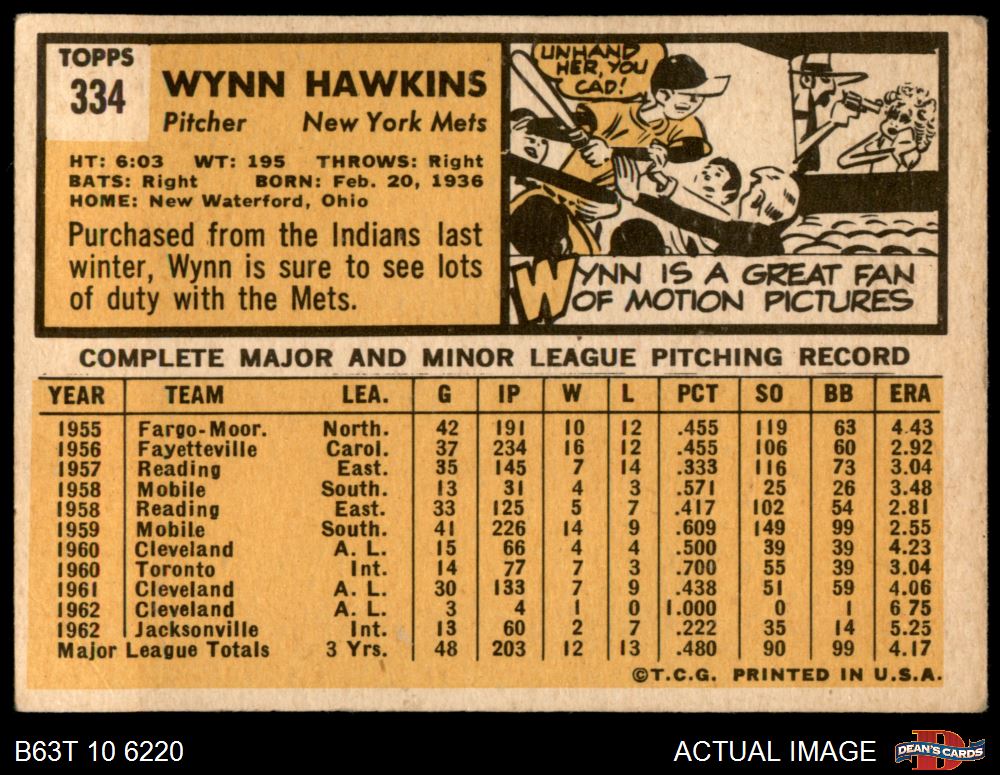 TOPPS
334
WYNN HAWKINS
Pitcher New York Mets
HT: 6:03 WT: 195 THROWS: Right
BATS: Right BORN: Feb. 20, 1936
HOME: New Waterford, Ohio
Purchased from the Indians last
winter, Wynn is sure to see lots
of duty with the Mets.
UNHAND
HER, YOU
CAD!
WYNN IS A GREAT FAN
OF MOTION PICTURES
COMPLETE MAJOR AND MINOR LEAGUE PITCHING RECORD
YEAR TEAM LEA. G IP W L PCT SO BB ERA
1955 Fargo-Moor. North. 42 191 10 12 .455 119 63 4.43
1956 Fayetteville Carol. 37 234 16 12 .455 106 60 2.92
1957 Reading East. 35 145 7 14 .333 116 73 3.04
1958 Mobile South. 13 31 4 3 .571 25 26 3.48
1958 Reading East. 33 125 5 7 .417 102 54 2.81
1959 Mobile South. 41 226 14 9 .609 149 99 2.55
1960 Cleveland A. L. 15 66 4 4 .500 39 39 4.23
1960 Toronto Int. 14 77 7 3 .700 55 39 3.04
1961 Cleveland A. L. 30 133 7 9 .438 51 59 4.06
1962 Cleveland A. L. 3 4 1 0 1.000 0 1 6 75
1962 Jacksonville Int. 13 60 2 7 .222 35 14 5.25
Major League Totals 3 Yrs. 48 203 12 13 .480 90 99 4.17
©T.C.G. PRINTED IN U.S.A.
B63T 10 6220 ACTUAL IMAGE
D
DEAN'S CARDS